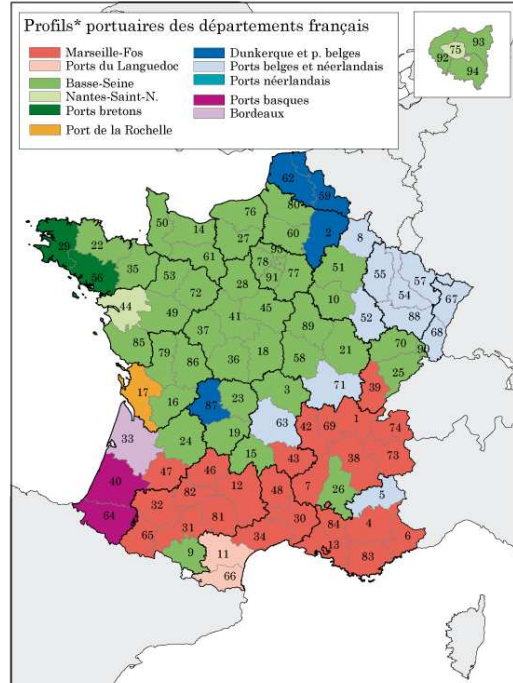 Profils* portuaires des départements français
Marseille-Fos
Ports du Languedoc
Basse-Seine
Nantes-Saint-N.
Ports bretons
Port de la Rochelle
Dunkerque et p. belges
Ports belges et néerlandais
Ports néerlandais
Ports basques
Bordeaux
75 93
92
94
62
59
80
76
50 14 60 2 8
27
29 22 61 95
78 77 51 55 57
56 35 53 91 54 67
28
72 10 88
44 45 52 68
49 41 89
37 70 90
85 79 36 18 58 21 25
86
3 71 39
17 16 87 23 1 74
63 42 69
24 19 73
33 15 43 38
47 46
40 12 48 7 26 5
82
32 84 4
64 31 81 30 6
65 34 13 83
9 11
66